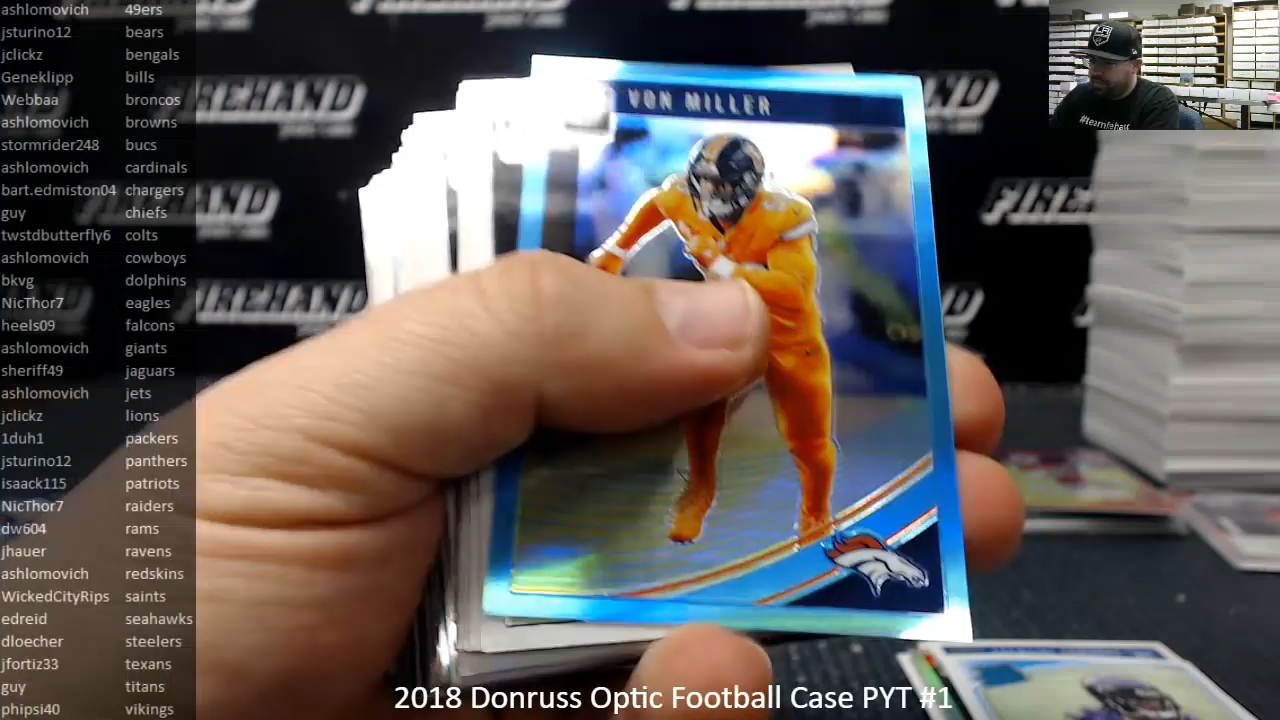 ashlomovich 49ers
jsturino12 bears
jclickz bengals
Geneklipp bills
Webbaa broncos
ashlomovich browns
stormrider248 bucs
ashlomovich cardinals
bart.edmiston04 chargers
guy chiefs
twstdbutterfly6 colts
ashlomovich cowboys
bkvg dolphins
NicThor7 eagles
heels09 falcons
ashlomovich giants
sheriff49 jaguars
ashlomovich jets
jclickz lions
1duh1 packers
jsturino12 panthers
isaack115 patriots
NicThor7 raiders
dw604 rams
jhauer ravens
ashlomovich redskins
WickedCityRips saints
edreid seahawks
dloecher steelers
jfortiz33 texans
guy titans
phipsi40 vikings
VON MILLER
FIREHAND
FIREHAND
2018 Donruss Optic Football Case PYT #1